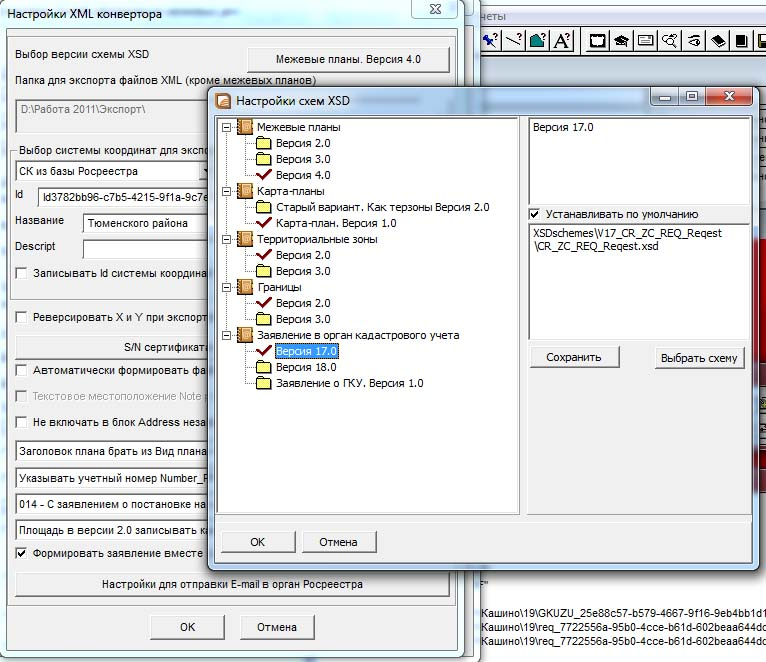 Настройки XML конвертора
Выбор версии схемы XSD
Межевые планы. Версия 4.0
Папка для экспорта файлов XML (кроме межевых планов)
D:\Работа 2011\Экспорт\
Выбор системы координат для экспо
СК из базы Росреестра
Id
Id3782bb96-c7b5-4215-9f1a-9c7e
Название
Тюменского района
Descript
Записывать Id системы координа
Реверсировать X и Y при экспорт
S/N сертификата
Автоматически формировать фа
Текстовое местоположение Note
Не включать в блок Address неза
Заголовок плана брать из Вид плана
Указывать учетный номер Number_P
014 - С заявлением о постановке на
Площадь в версии 2.0 записывать ка
Формировать заявление вместе
Настройки для отправки E-mail в орган Росреестра
ОК
Отмена
Настройки схем XSD
Межевые планы
Версия 2.0
Версия 3.0
Версия 4.0
Карта-планы
Старый вариант. Как терзоны Версия 2.0
Карта-план. Версия 1.0
Территориальные зоны
Версия 2.0
Версия 3.0
Границы
Версия 2.0
Версия 3.0
Заявление в орган кадастрового учета
Версия 17.0
Версия 18.0
Заявление о ГКУ. Версия 1.0
Версия 17.0
Устанавливать по умолчанию
XSDschemes\V17_CR_ZC_REQ_Reqest
\CR_ZC_REQ_Reqest.xsd
Сохранить
Выбрать схему
ОК
Отмена
четы
Кашино\19\GKUZU_25e88c57-b579-4667-9f16-9eb4bb1d1
Кашино\19\req_7722556a-95b0-4cce-b61d-602beaa644dc
Кашино\19\req_7722556a-95b0-4cce-b61d-602beaa644dc